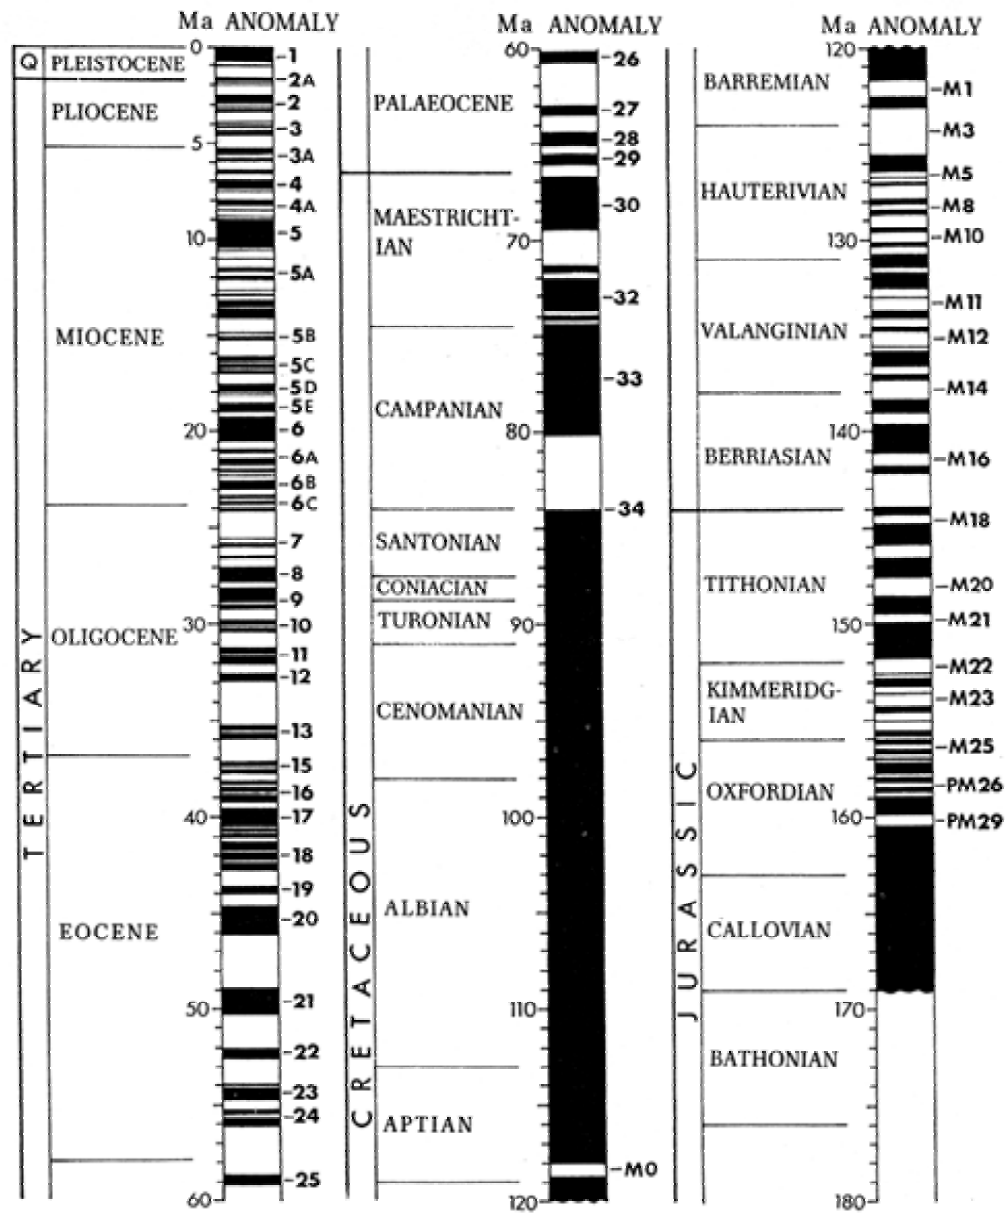 Ma ANOMALY
0
Q
PLEISTOCENE
1
2A
PLIOCENE
2
3
5
3A
4
4A
5
10
5A
MIOCENE
5B
5C
5D
5E
20
6
6A
6B
6C
7
8
9
TERTIARY
OLIGOCENE
30
10
11
12
13
15
16
40
17
18
19
EOCENE
20
21
50
22
23
24
25
60
Ma ANOMALY
60
26
PALAEOCENE
27
28
29
30
MAESTRICHT-
IAN
70
32
33
CAMPANIAN
80
34
SANTONIAN
CONIACIAN
TURONIAN
90
CENOMANIAN
100
CRETACEOUS
ALBIAN
110
APTIAN
M0
120
Ma ANOMALY
120
BARREMIAN
M1
M3
M5
HAUTERIVIAN
M8
M10
130
M11
VALANGINIAN
M12
M14
140
BERRIASIAN
M16
M18
TITHONIAN
M20
M21
150
M22
KIMMERIDG-
IAN
M23
M25
OXFORDIAN
PM26
160
PM29
JURASSIC
CALLOVIAN
170
BATHONIAN
180